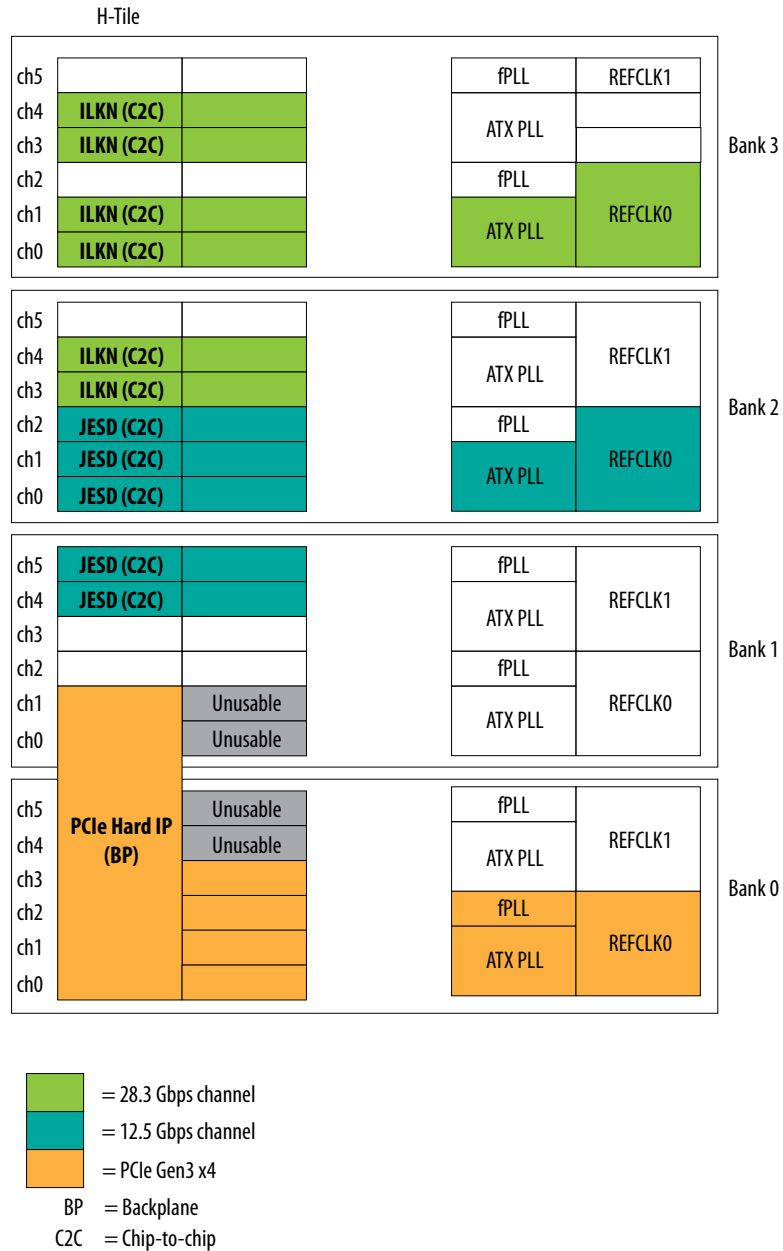 H-Tile
ch5 fPLL REFCLK1
ch4 ILKN (C2C) ATX PLL
ch3 ILKN (C2C)
Bank 3
ch2 fPLL
ch1 ILKN (C2C) ATX PLL REFCLK0
ch0 ILKN (C2C)
ch5 fPLL REFCLK1
ch4 ILKN (C2C) ATX PLL
ch3 ILKN (C2C)
Bank 2
ch2 JESD (C2C) fPLL
ch1 JESD (C2C) ATX PLL REFCLK0
ch0 JESD (C2C)
ch5 JESD (C2C) fPLL REFCLK1
ch4 JESD (C2C) ATX PLL
ch3
Bank 1
ch2 fPLL
ch1 Unusable ATX PLL REFCLK0
ch0 Unusable
ch5 Unusable fPLL REFCLK1
PCIe Hard IP
(BP)
ch4 Unusable ATX PLL
ch3
Bank 0
ch2 fPLL
ch1 ATX PLL REFCLK0
ch0
= 28.3 Gbps channel
= 12.5 Gbps channel
= PCIe Gen3 x4
BP = Backplane
C2C = Chip-to-chip